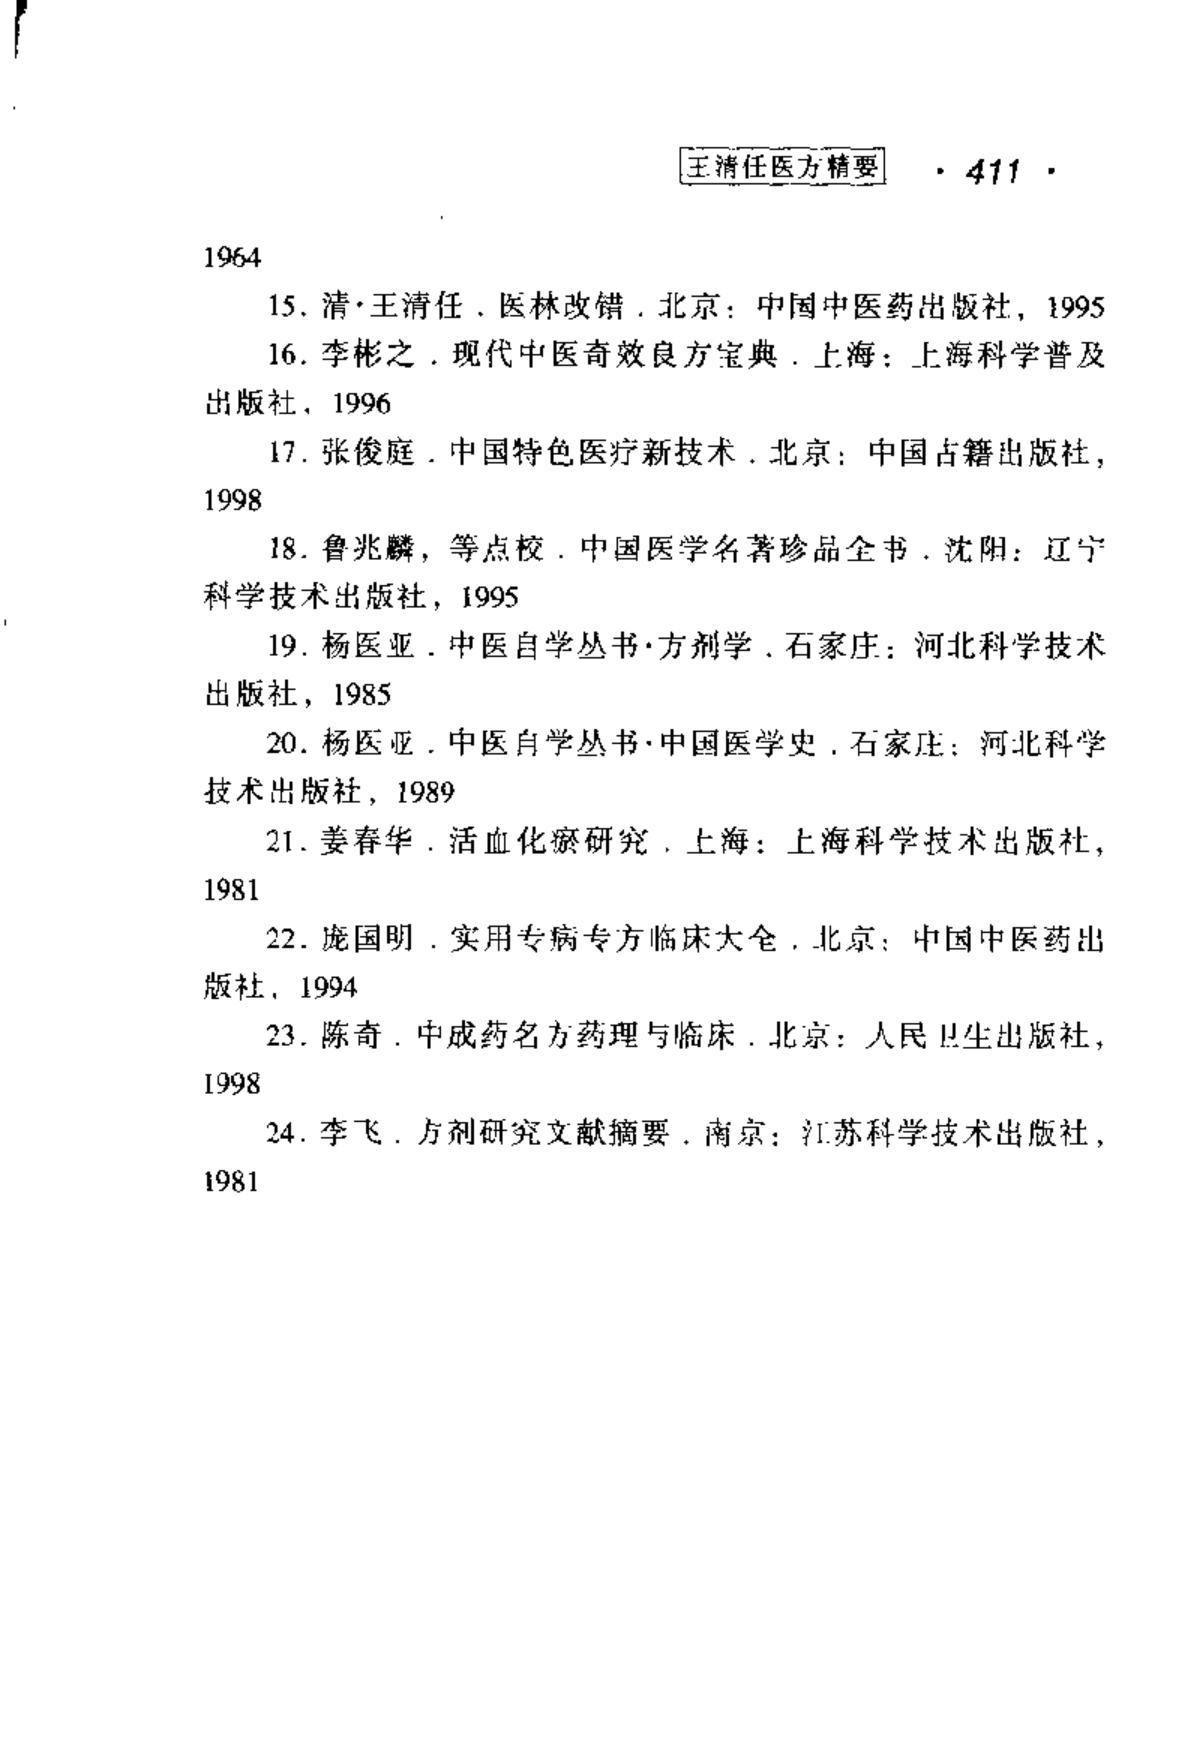 王清任医方精要 · 411 ·
1964
15. 清·王清任．医林改错．北京：中国中医药出版社，1995
16. 李彬之．现代中医奇效良方宝典．上海：上海科学普及
出版社，1996
17. 张俊庭．中国特色医疗新技术．北京：中国古籍出版社，
1998
18. 鲁兆麟，等点校．中国医学名著珍品全书．沈阳：辽宁
科学技术出版社，1995
19. 杨医亚．中医自学丛书·方剂学．石家庄：河北科学技术
出版社，1985
20. 杨医亚．中医自学丛书·中国医学史．石家庄：河北科学
技术出版社，1989
21. 姜春华．活血化瘀研究．上海：上海科学技术出版社，
1981
22. 庞国明．实用专病专方临床大全．北京：中国中医药出
版社，1994
23. 陈奇．中成药名方药理与临床．北京：人民卫生出版社，
1998
24. 李飞．方剂研究文献摘要．南京：江苏科学技术出版社，
1981